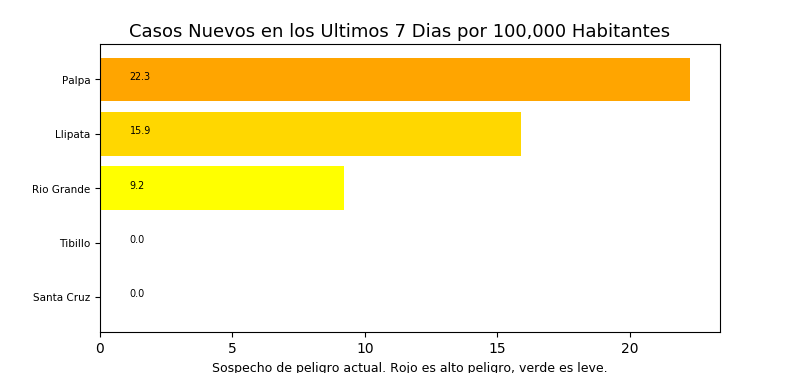 Casos Nuevos en los Ultimos 7 Dias por 100,000 Habitantes
Palpa 22.3
Llipata 15.9
Rio Grande 9.2
Tibillo 0.0
Santa Cruz 0.0
0 5 10 15 20
Sospecho de peligro actual. Rojo es alto peligro, verde es leve.